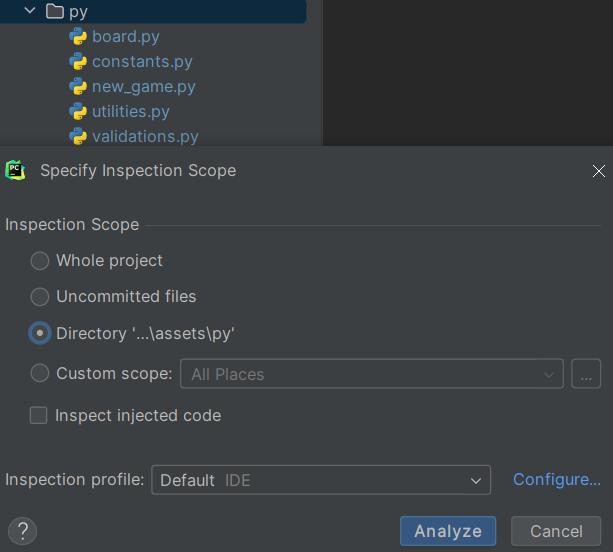 py
board.py
constants.py
new_game.py
utilities.py
validations.py
PC
Specify Inspection Scope
Inspection Scope
Whole project
Uncommitted files
Directory '...\assets\py'
Custom scope: All Places ...
Inspect injected code
Inspection profile: Default IDE Configure...
? Analyze Cancel